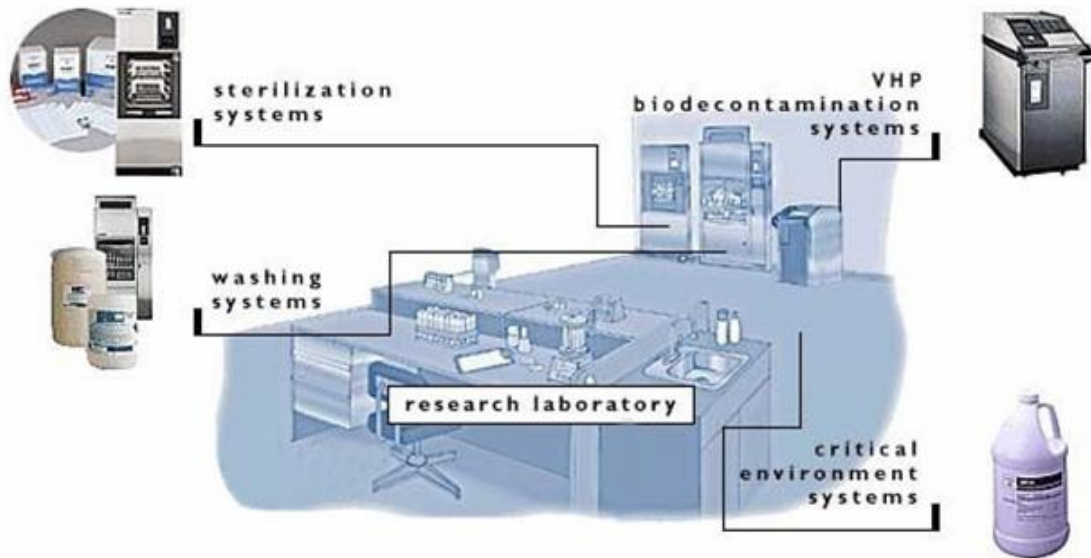 sterilization
systems
VHP
biodecontamination
systems
washing
systems
research laboratory
critical
environment
systems